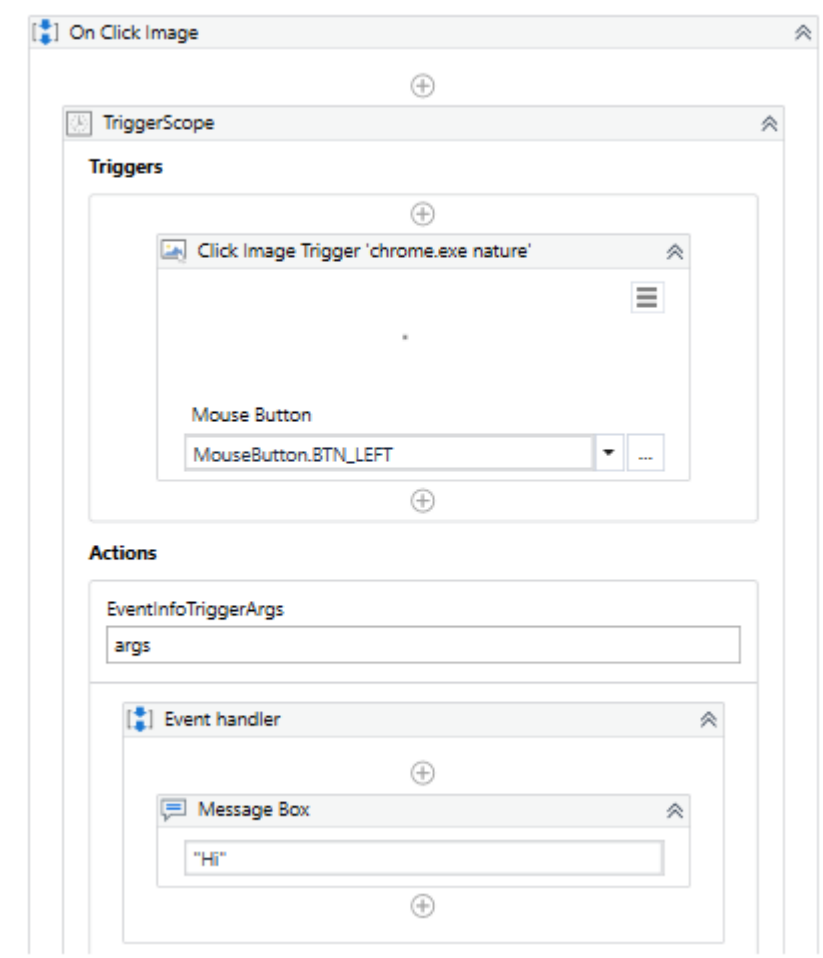 On Click Image
TriggerScope
Triggers
Click Image Trigger 'chrome.exe nature'
Mouse Button
MouseButton.BTN_LEFT
...
Actions
EventInfoTriggerArgs
args
Event handler
Message Box
"Hi"